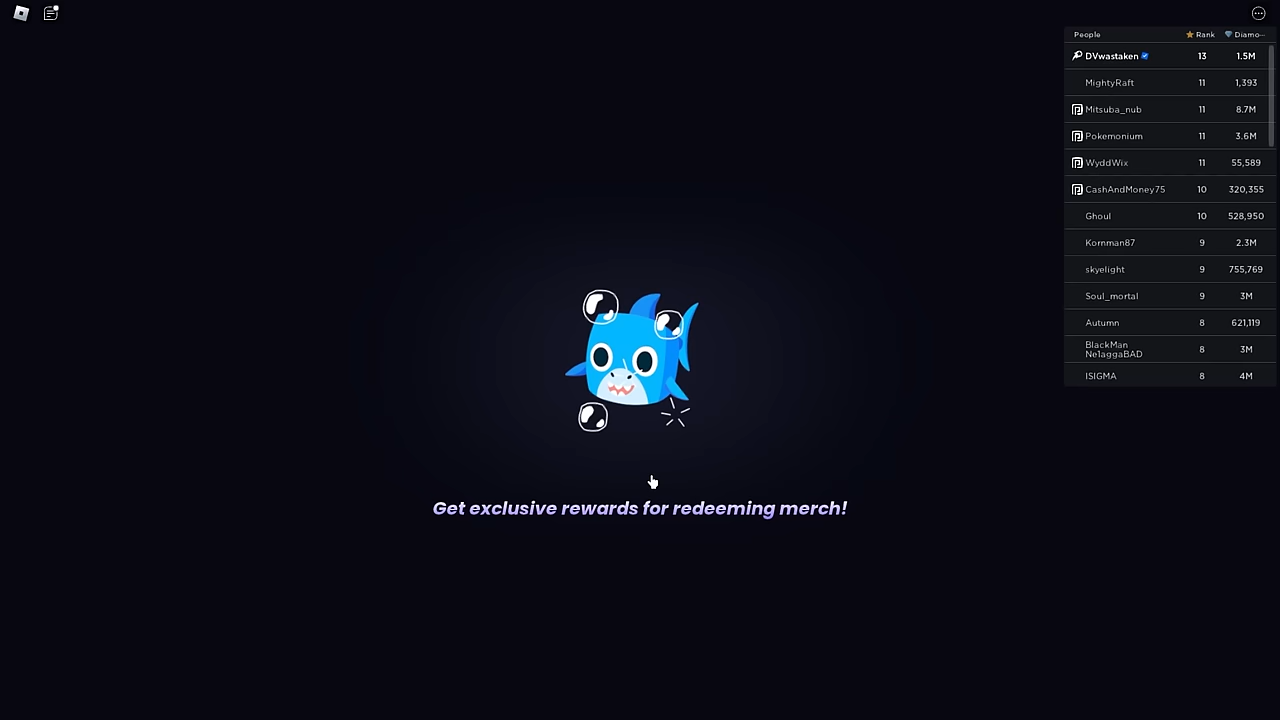 People Rank Diamo...
DVwastaken 13 1.5M
MightyRaft 11 1,393
Mitsuba_nub 11 8.7M
Pokemonium 11 3.6M
WyddWix 11 55,589
CashAndMoney75 10 320,355
Ghoul 10 528,950
Kornman87 9 2.3M
skyelight 9 755,769
Soul_mortal 9 3M
Autumn 8 621,119
BlackMan
Ne1aggaBAD 8 3M
ISIGMA 8 4M
Get exclusive rewards for redeeming merch!